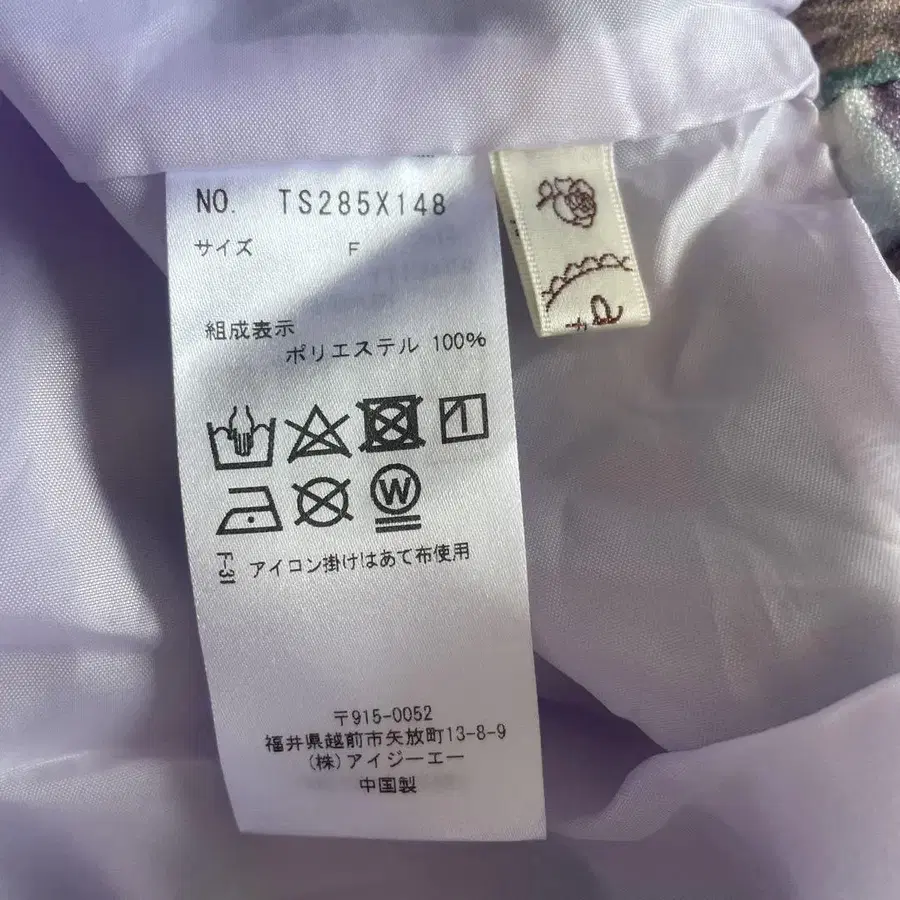 NO. TS285X148
サイズ F
組成表示
ポリエステル 100%
W
F-31 アイロン掛けはあて布使用
〒915-0052
福井県越前市矢放町13-8-9
(株)アイジーエー
中国製